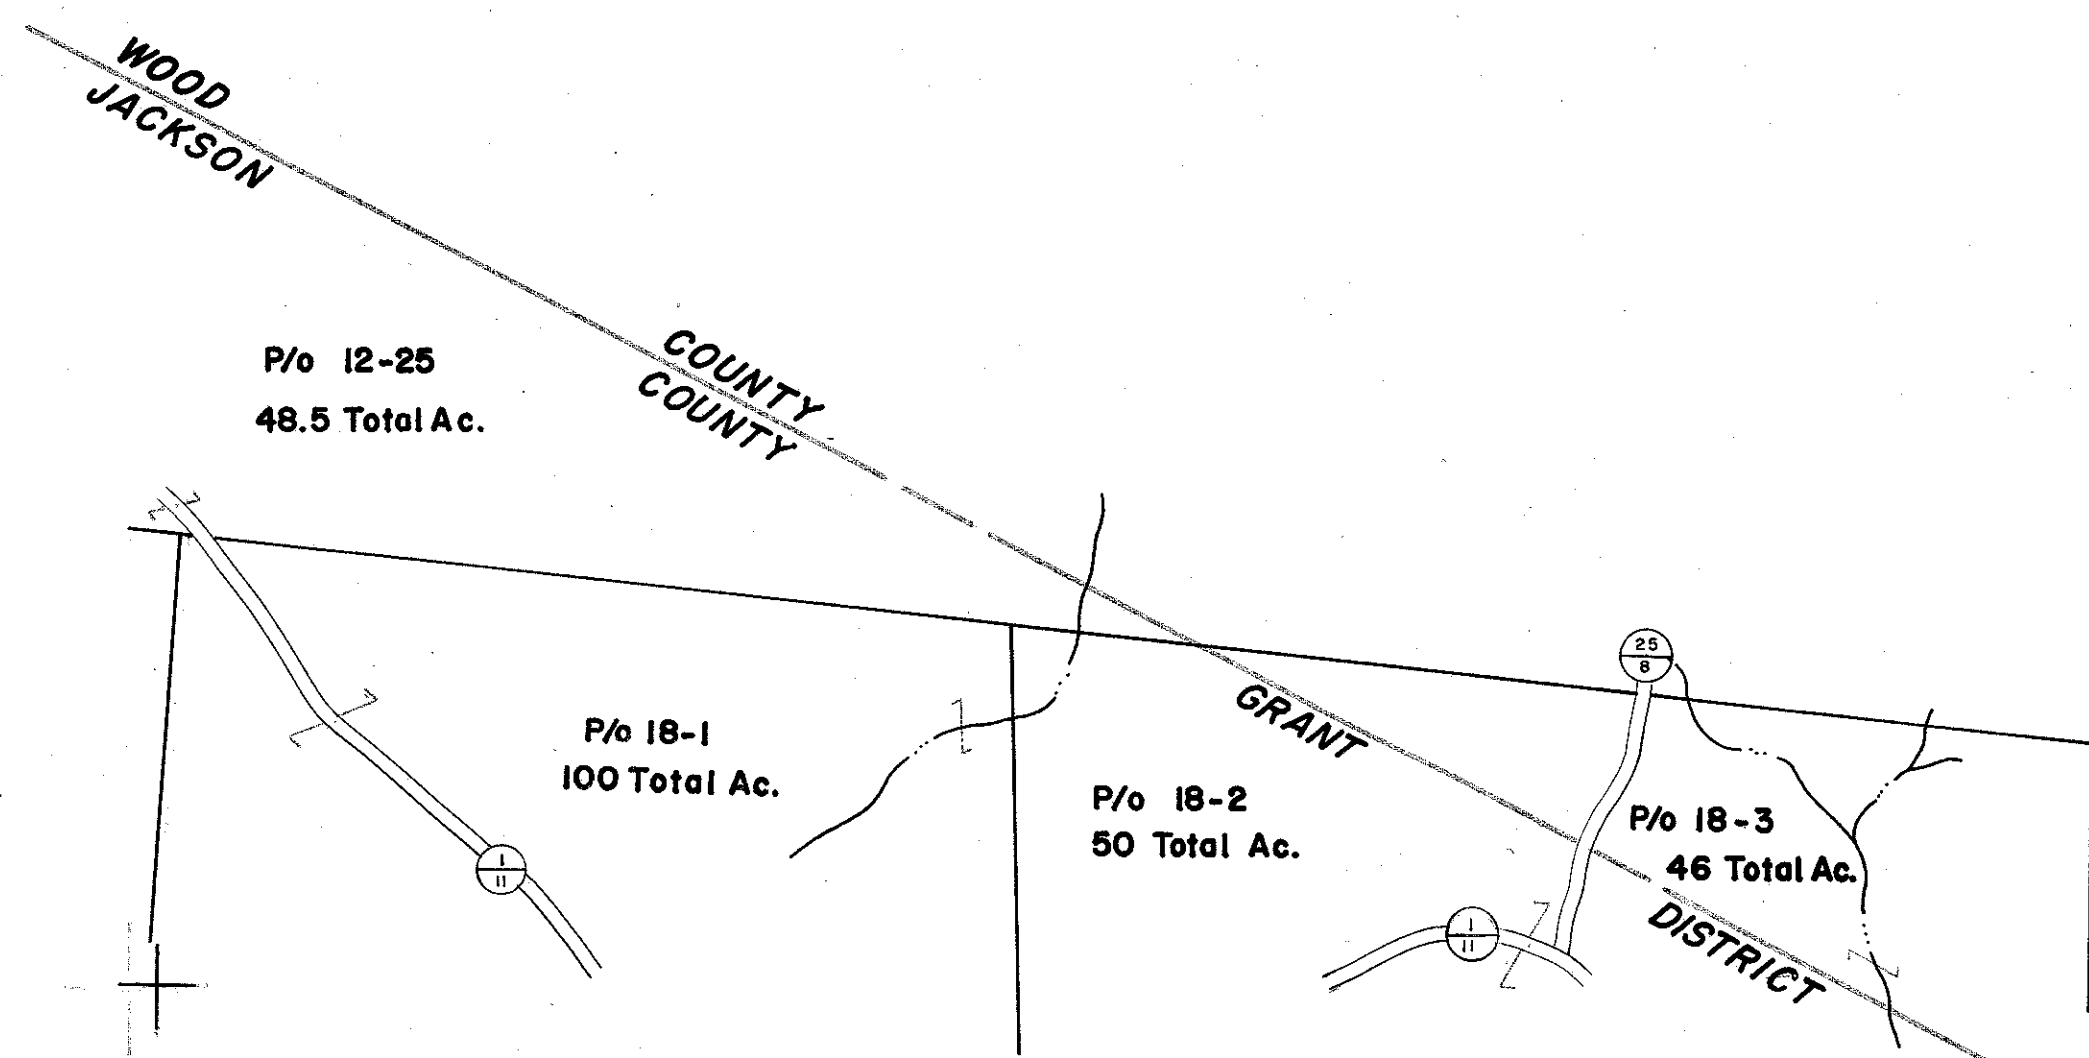 WOOD
JACKSON
P/o 12-25
48.5 Total Ac.
COUNTY
COUNTY
25
8
GRANT
P/o 18-1
100 Total Ac.
P/o 18-2
50 Total Ac.
P/o 18-3
46 Total Ac.
1
11
1
11
DISTRICT